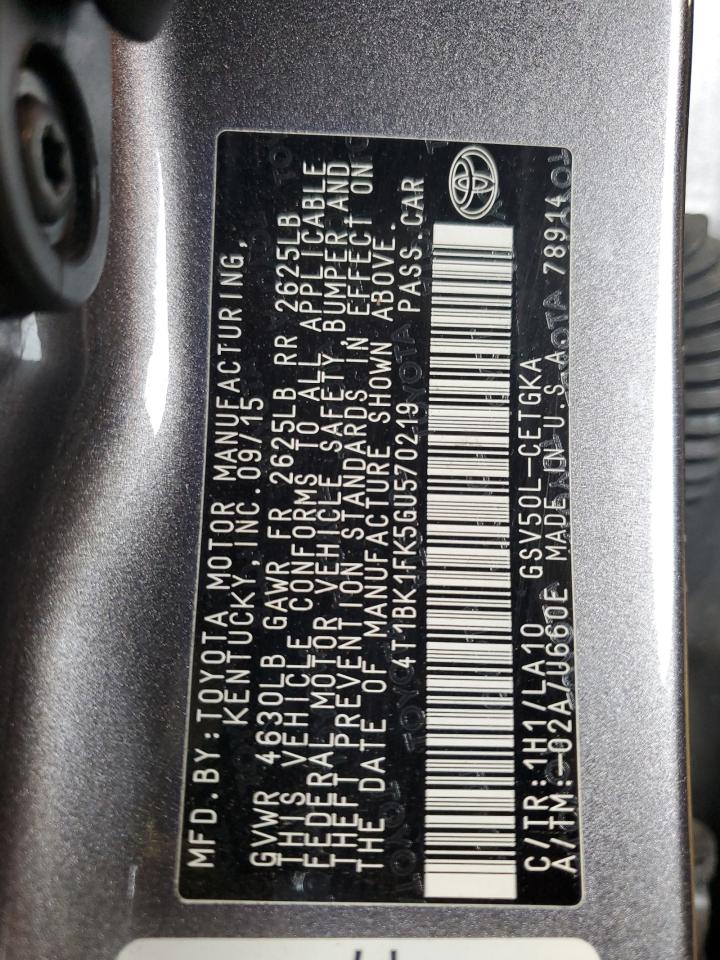 MFD.BY:TOYOTA MOTOR MANUFACTURING,
KENTUCKY, INC.09/15
GVWR 4630LB GAWR FR 2625LB RR 2625LB
THIS VEHICLE CONFORMS TO ALL APPLICABLE
FEDERAL MOTOR VEHICLE SAFETY, BUMPER, AND
THEFT PREVENTION STANDARDS IN EFFECT ON
THE DATE OF MANUFACTURE SHOWN ABOVE.
4T1BK1FK5GU570219 PASS.CAR
C/TR:1H1/LA10 GSV50L-CETGKA
A/TM:-02A/U660E MADE IN U.S.A 78914